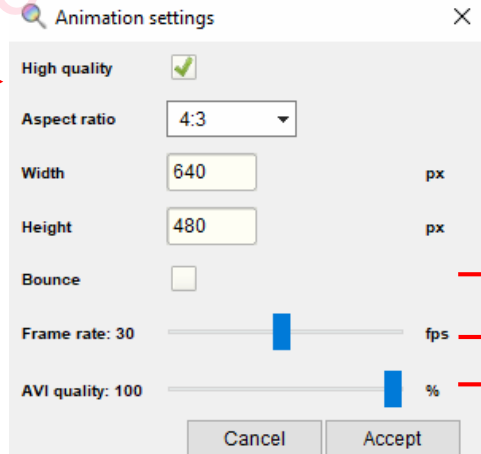 Animation settings
High quality
Aspect ratio 4:3
Width 640 px
Height 480 px
Bounce
Frame rate: 30 fps
AVI quality: 100 %
Cancel Accept